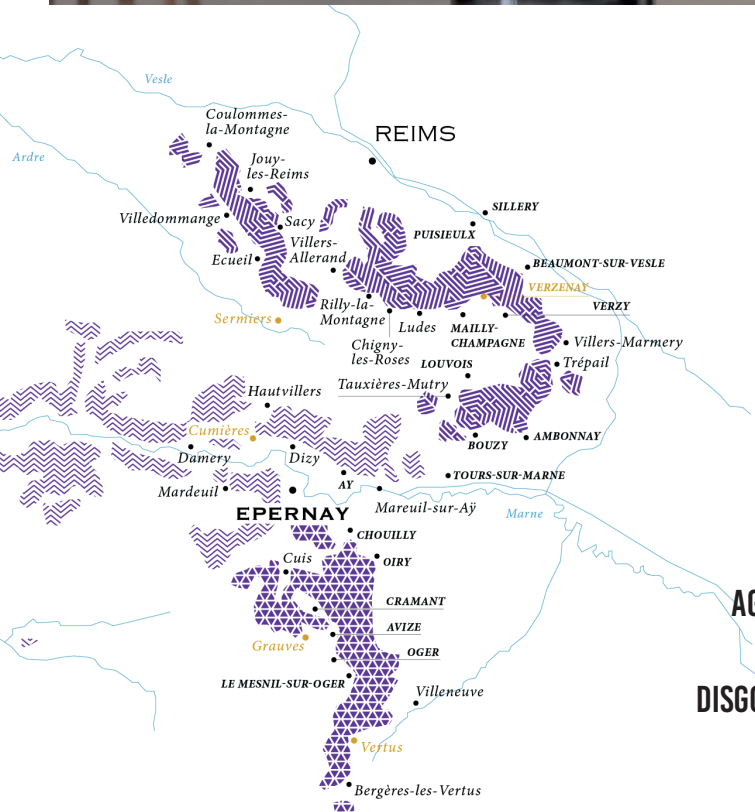 Vesle
Coulommes-
la-Montagne
REIMS
Ardre
Jouy-
les-Reims
SILLERY
Villedommange
Sacy
PUISIEULX
Villers-
Allerand
Ecueil
BEAUMONT-SUR-VESLE
VERZENAY
Rilly-la-
Montagne
VERZY
Sermiers
Ludes
MAILLY-
CHAMPAGNE
Chigny-
les-Roses
Villers-Marmery
LOUVOIS
Trépail
Tauxières-Mutry
Hautvillers
Cumières
BOUZY
AMBONNAY
Damery
Dizy
TOURS-SUR-MARNE
AY
Mardeuil
Mareuil-sur-Aÿ
Marne
EPERNAY
CHOUILLY
Cuis
OIRY
CRAMANT
AG
AVIZE
Grauves
OGER
LE MESNIL-SUR-OGER
Villeneuve
DISGO
Vertus
Bergères-les-Vertus